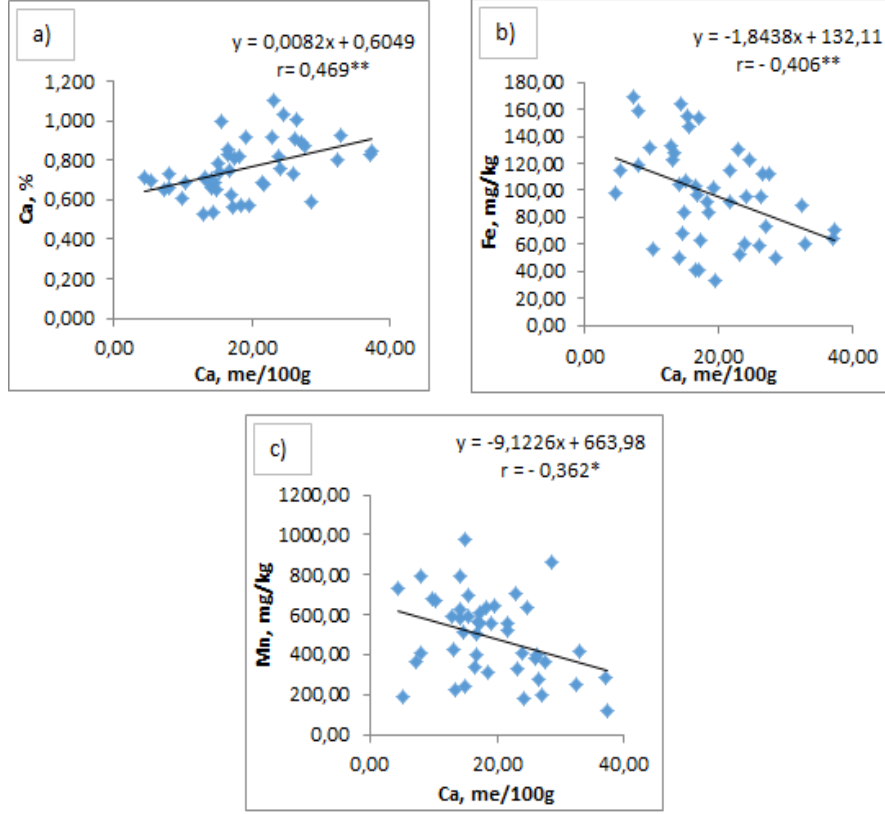 a)
y = 0,0082x + 0,6049
r= 0,469**
Ca, %
1,200
1,000
0,800
0,600
0,400
0,200
0,000
0,00 20,00 40,00
Ca, me/100g
b)
y = -1,8438x + 132,11
r= - 0,406**
Fe, mg/kg
180,00
160,00
140,00
120,00
100,00
80,00
60,00
40,00
20,00
0,00
0,00 20,00 40,00
Ca, me/100g
c)
y = -9,1226x + 663,98
r = - 0,362*
Mn, mg/kg
1200,00
1000,00
800,00
600,00
400,00
200,00
0,00
0,00 20,00 40,00
Ca, me/100g